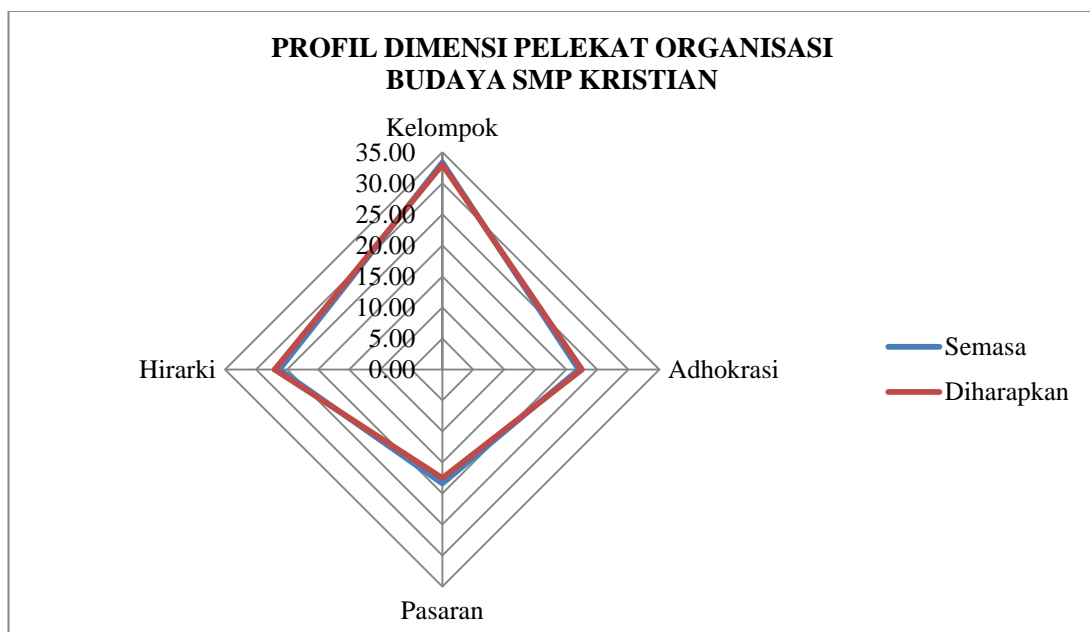 PROFIL DIMENSI PELEKAT ORGANISASI
BUDAYA SMP KRISTIAN
Kelompok
35.00
30.00
25.00
20.00
15.00
10.00
5.00
0.00
Hirarki
Adhokrasi
Pasaran
Semasa
Diharapkan